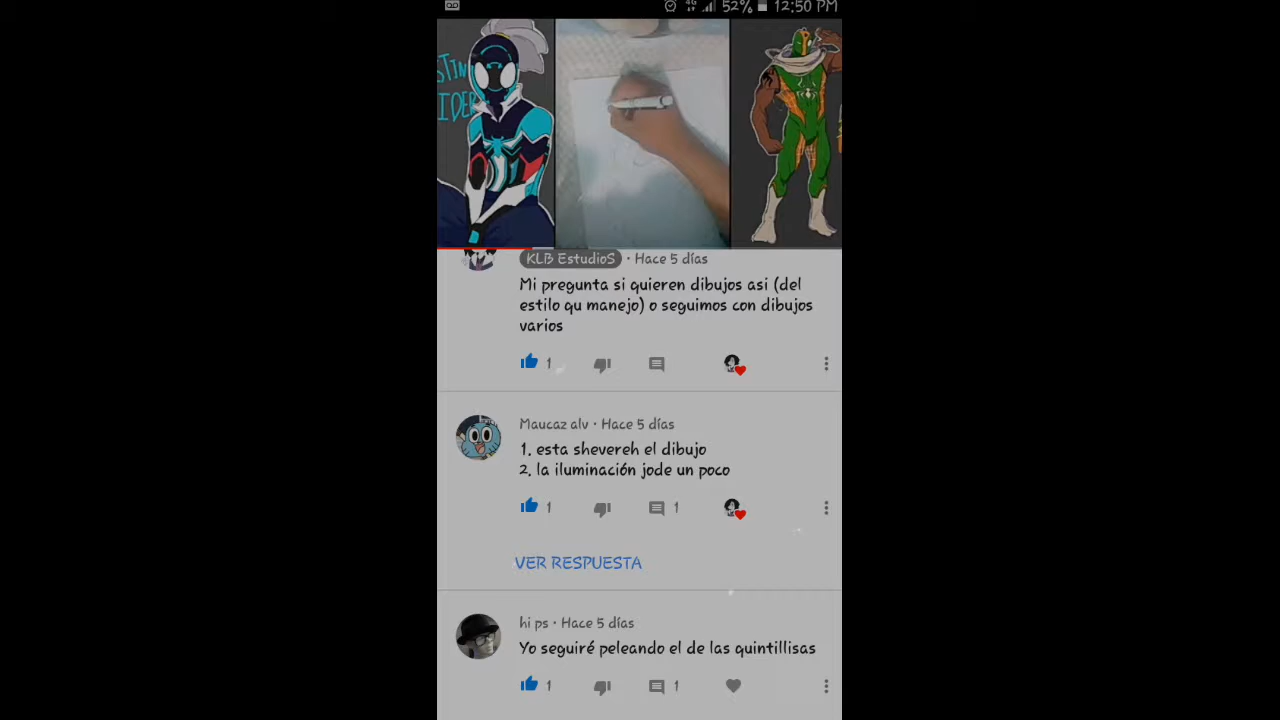 4G 52% 12:50 PM
STIN
IDER
KLB EstudioS · Hace 5 días
Mi pregunta si quieren dibujos asi (del
estilo qu manejo) o seguimos con dibujos
varios
1
Maucaz alv · Hace 5 días
1. esta shevereh el dibujo
2. la iluminación jode un poco
1 1
VER RESPUESTA
hi ps · Hace 5 días
Yo seguiré peleando el de las quintillisas
1 1